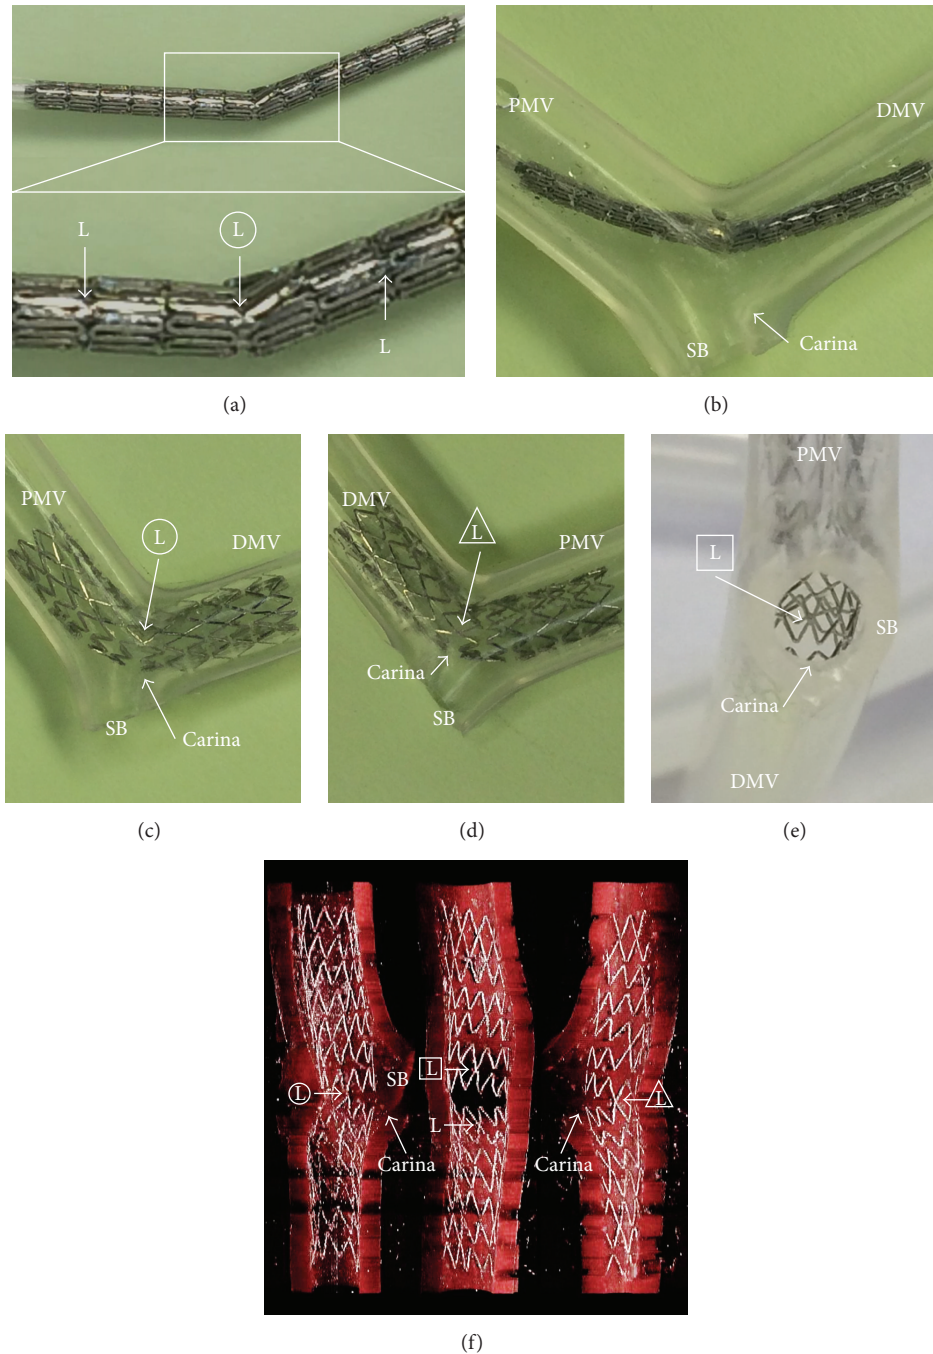 L
L
L
(a)
PMV
DMV
SB
Carina
(b)
PMV
L
DMV
SB
Carina
(c)
DMV
L
PMV
Carina
SB
(d)
PMV
L
SB
Carina
DMV
(e)
SB
L
L
L
L
Carina
Carina
(f)